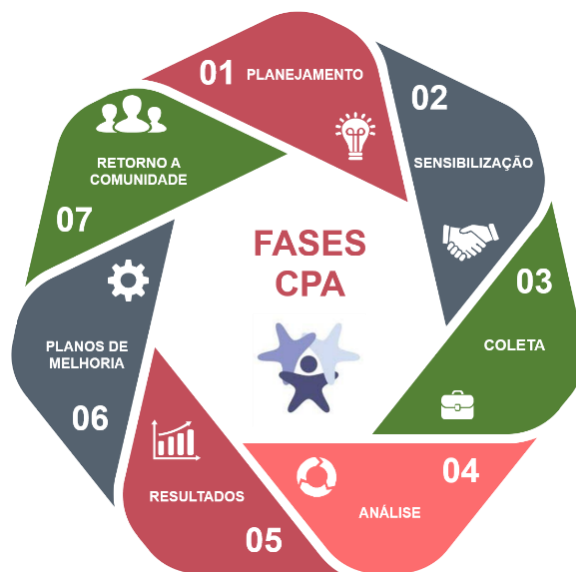 01 PLANEJAMENTO
02
SENSIBILIZAÇÃO
03
COLETA
04
ANÁLISE
RESULTADOS
05
PLANOS DE
MELHORIA
06
RETORNO A
COMUNIDADE
07
FASES
CPA